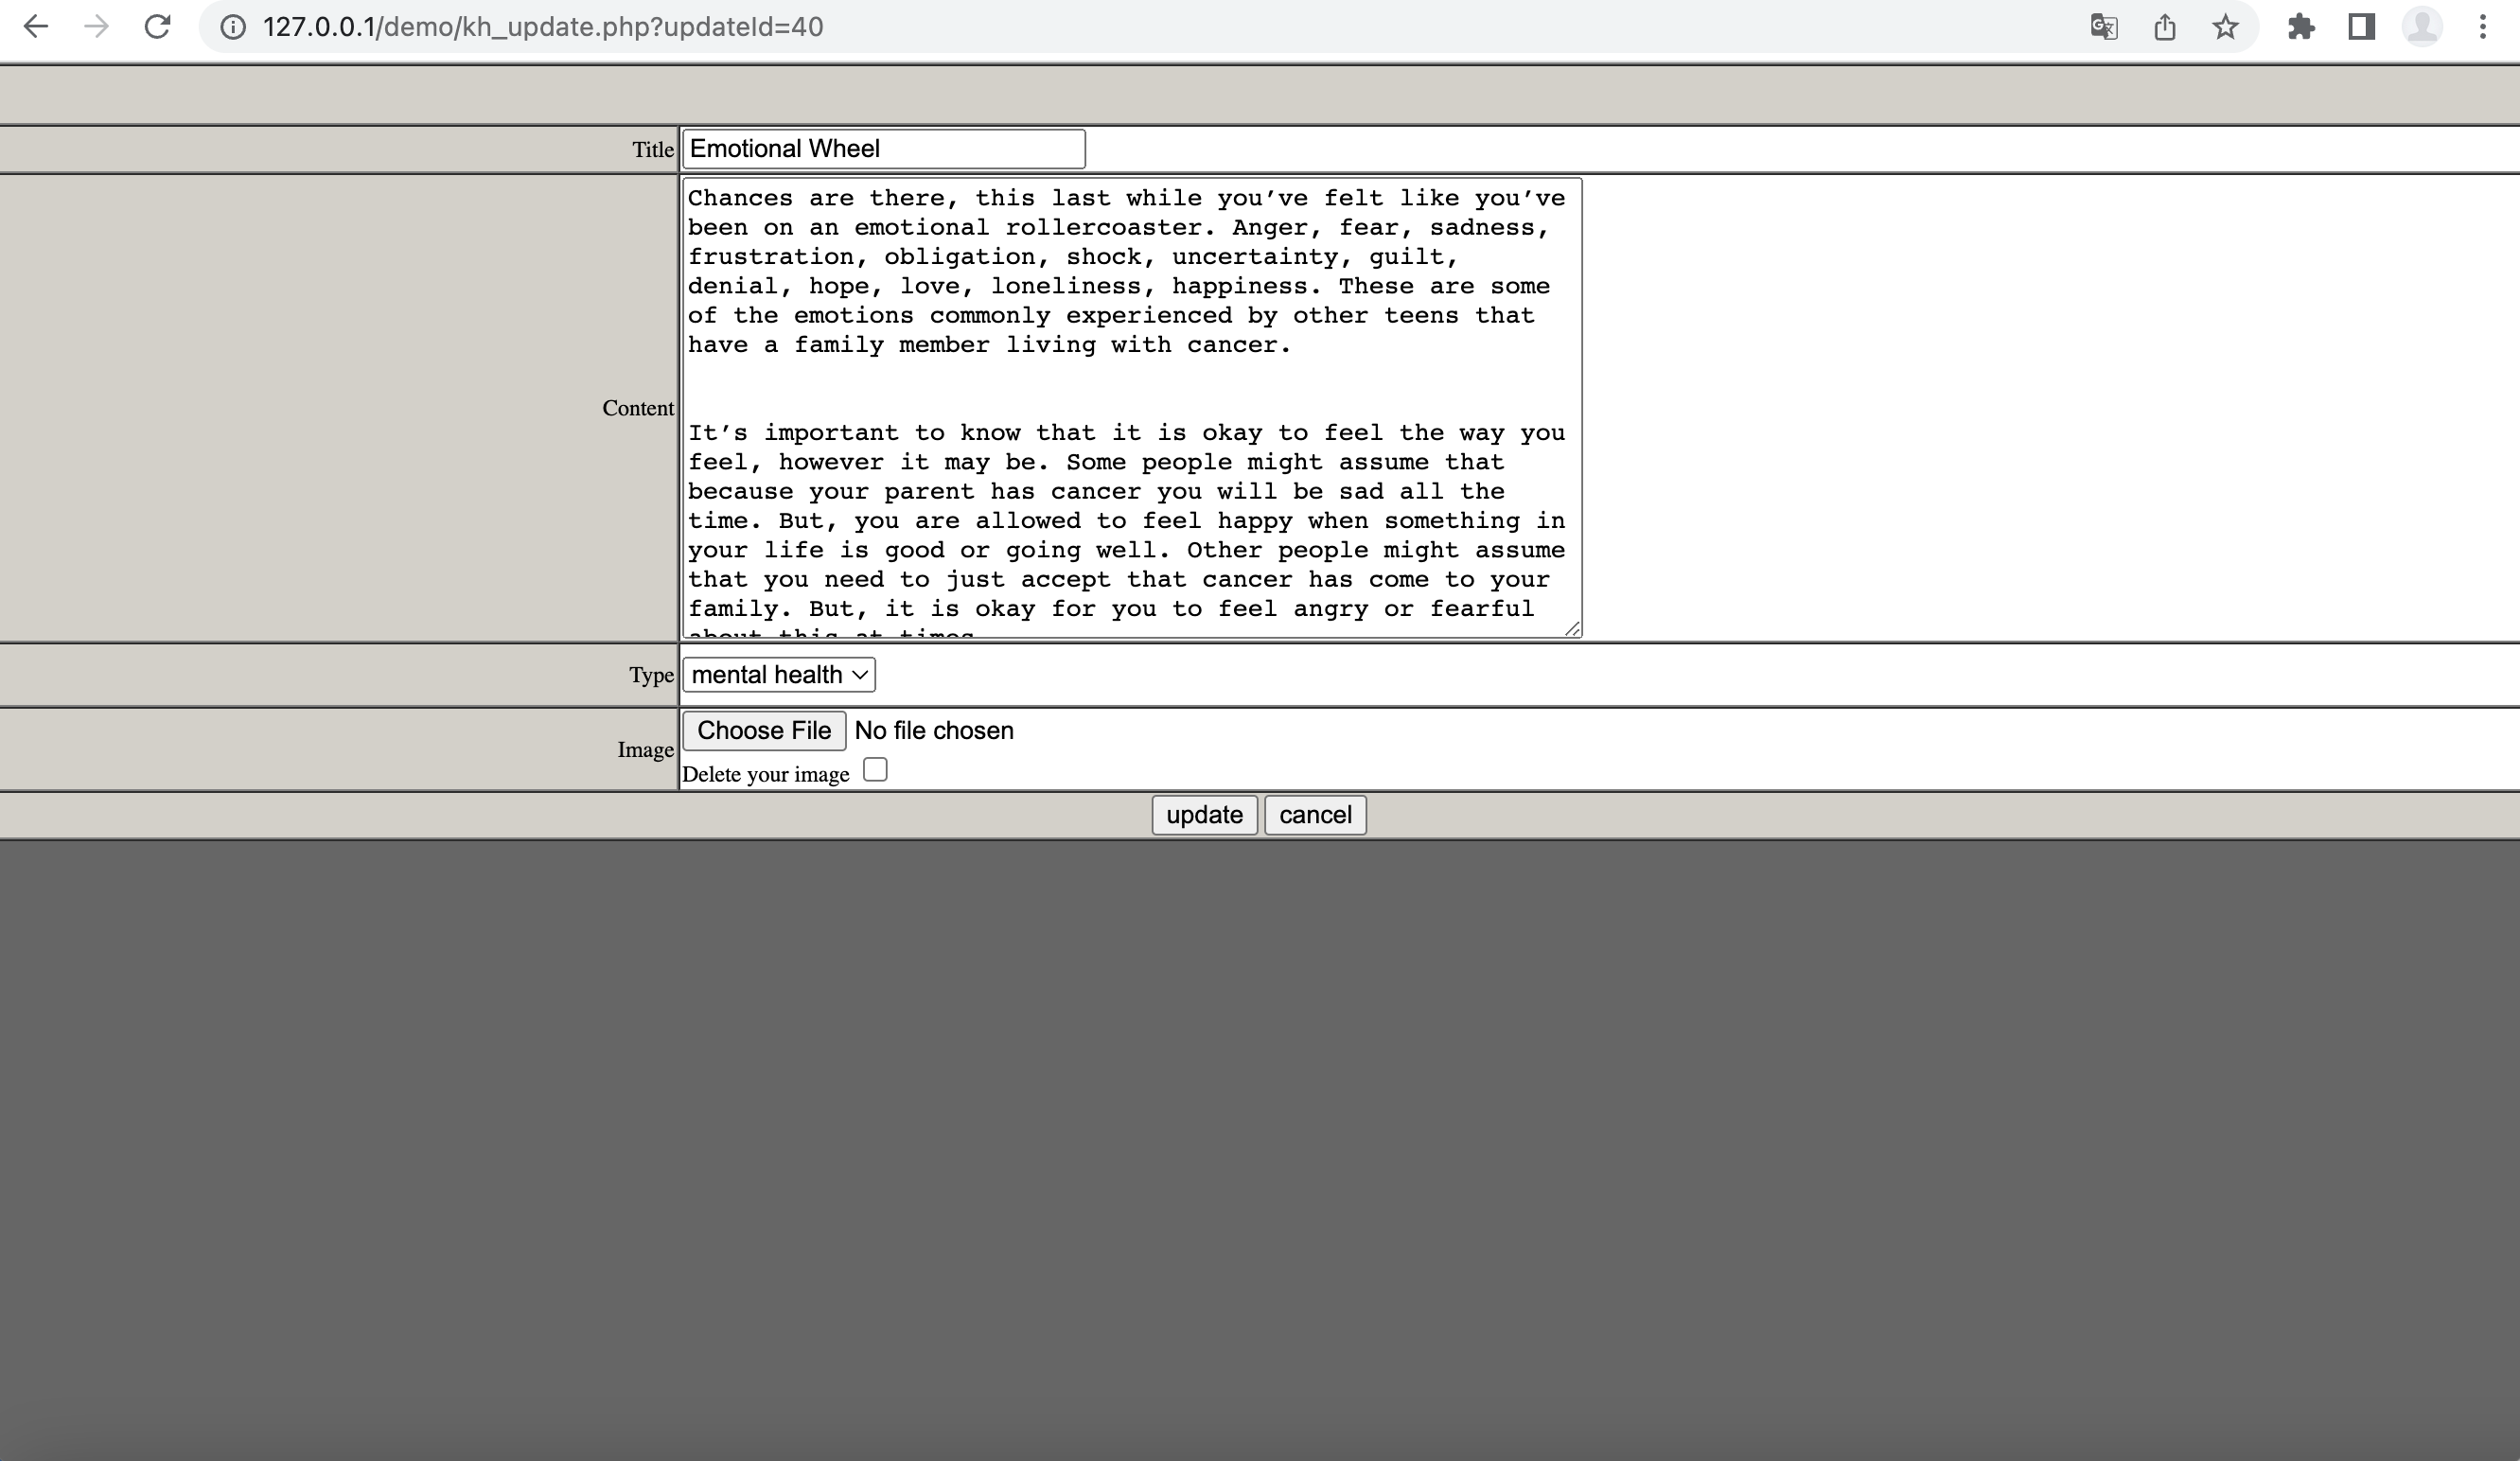 127.0.0.1/demo/kh_update.php?updateId=40
Title
Emotional Wheel
Content
Chances are there, this last while you’ve felt like you’ve
been on an emotional rollercoaster. Anger, fear, sadness,
frustration, obligation, shock, uncertainty, guilt,
denial, hope, love, loneliness, happiness. These are some
of the emotions commonly experienced by other teens that
have a family member living with cancer.
It’s important to know that it is okay to feel the way you
feel, however it may be. Some people might assume that
because your parent has cancer you will be sad all the
time. But, you are allowed to feel happy when something in
your life is good or going well. Other people might assume
that you need to just accept that cancer has come to your
family. But, it is okay for you to feel angry or fearful
about this at times
Type
mental health
Image
Choose File No file chosen
Delete your image
update cancel